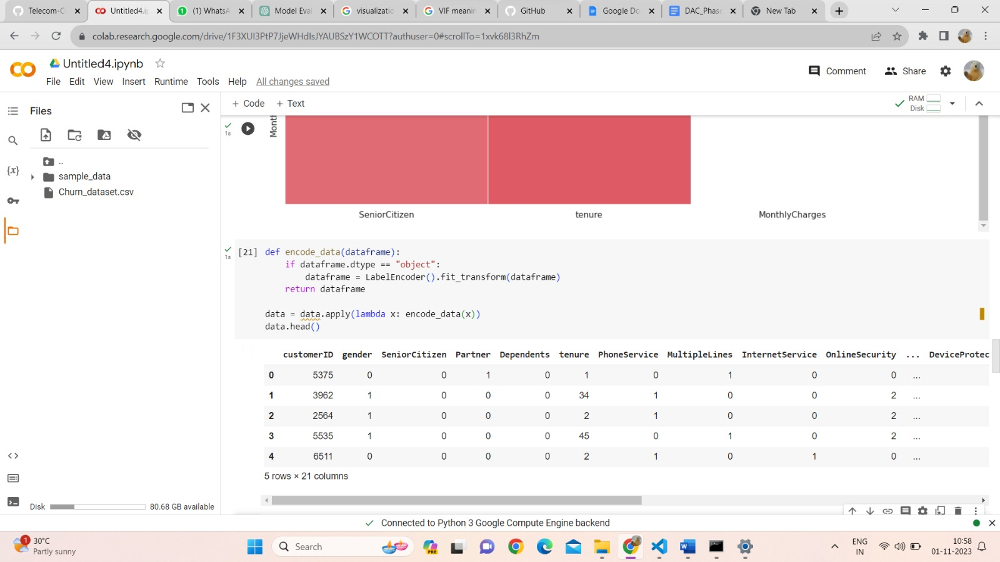 Telecom-C
Untitled4.i
(1) WhatsA
Model Eval
visualizatio
VIF meanin
GitHub
Google Do
DAC_Phase
New Tab
colab.research.google.com/drive/1F3XUI3PtP7JjeWHdIsJYAUBSzY1WCOTT?authuser=0#scrollTo=1xvk68l3RhZm
Untitled4.ipynb
File Edit View Insert Runtime Tools Help All changes saved
Comment Share
Files
+ Code + Text
RAM
Disk
..
sample_data
Churn_dataset.csv
1s
Montl
SeniorCitizen tenure MonthlyCharges
1s
[21] def encode_data(dataframe):
if dataframe.dtype == "object":
dataframe = LabelEncoder().fit_transform(dataframe)
return dataframe
data = data.apply(lambda x: encode_data(x))
data.head()
customerID gender SeniorCitizen Partner Dependents tenure PhoneService MultipleLines InternetService OnlineSecurity ... DeviceProtec
0 5375 0 0 1 0 1 0 1 0 0 ...
1 3962 1 0 0 0 34 1 0 0 2 ...
2 2564 1 0 0 0 2 1 0 0 2 ...
3 5535 1 0 0 0 45 0 1 0 2 ...
4 6511 0 0 0 0 2 1 0 1 0 ...
5 rows × 21 columns
Disk 80.68 GB available
Connected to Python 3 Google Compute Engine backend
1
30°C
Partly sunny
Search
PRE
ENG
IN
10:58
01-11-2023